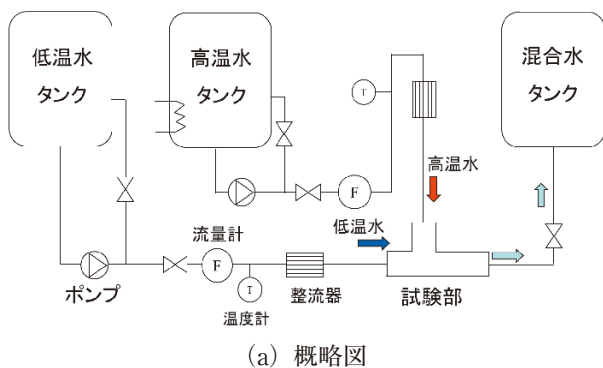 低温水
タンク
高温水
タンク
混合水
タンク
T
高温水
F
低温水
流量計
F
ポンプ
T
整流器
試験部
温度計
(a) 概略図